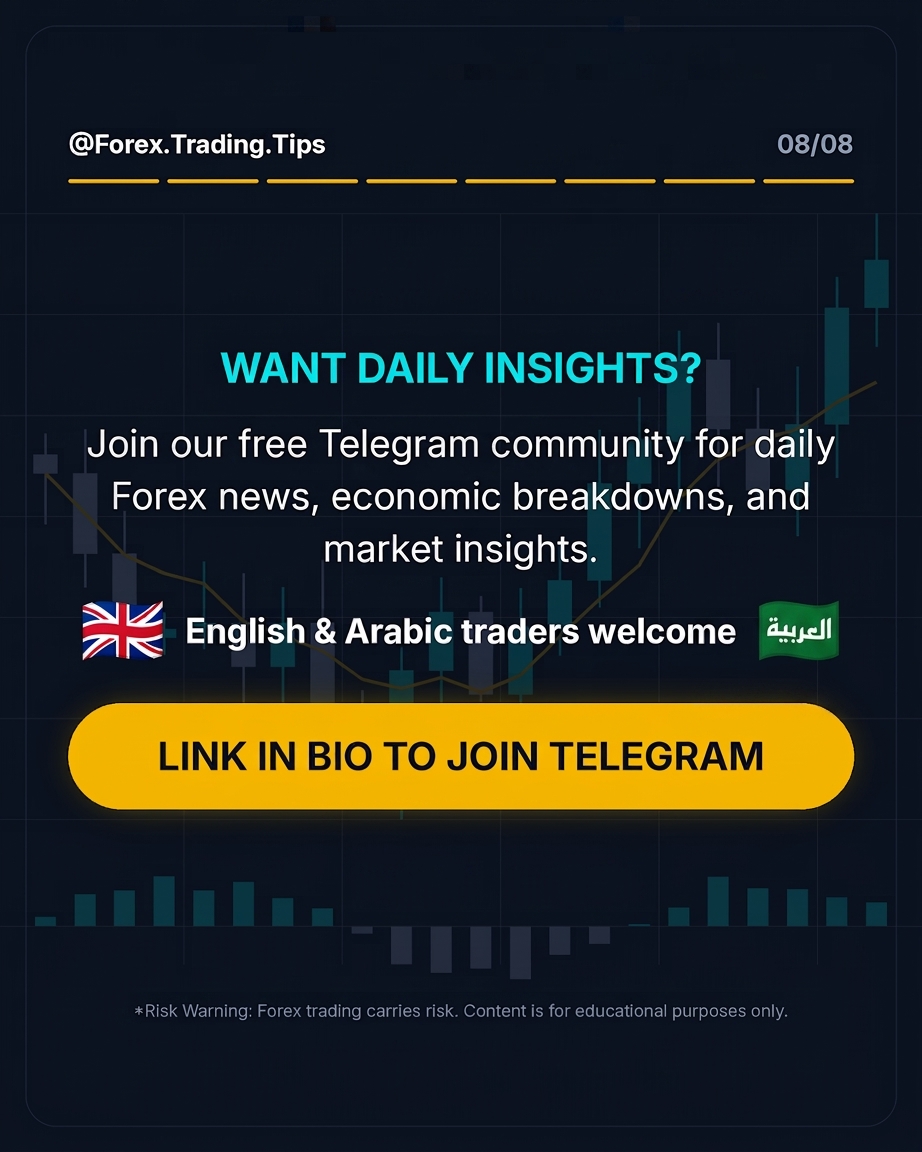 @Forex.Trading.Tips
08/08
WANT DAILY INSIGHTS?
Join our free Telegram community for daily
Forex news, economic breakdowns, and
market insights.
English & Arabic traders welcome
العربية
LINK IN BIO TO JOIN TELEGRAM
*Risk Warning: Forex trading carries risk. Content is for educational purposes only.